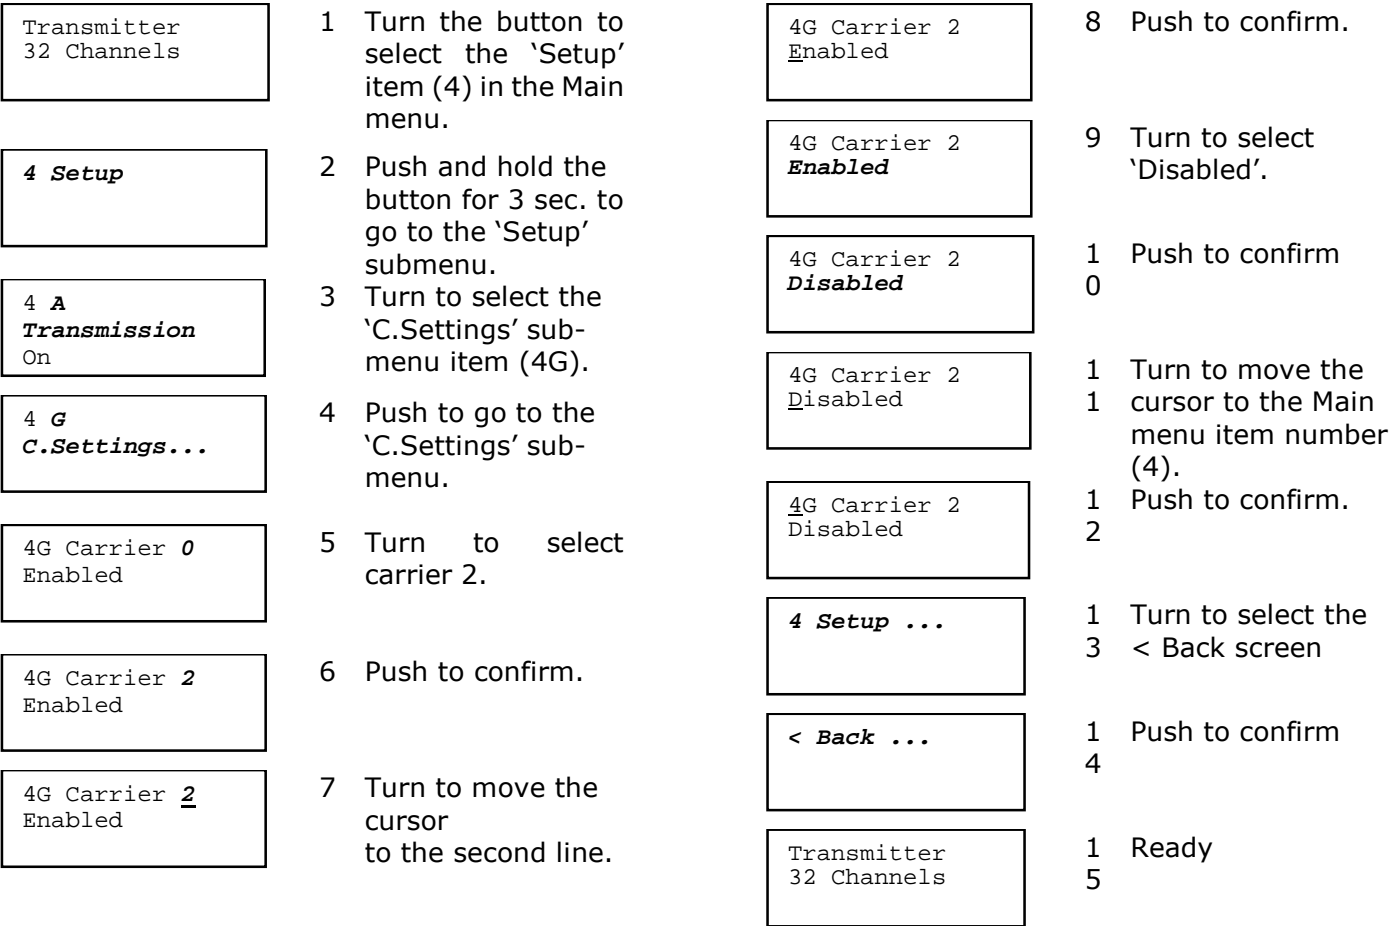 Transmitter
32 Channels
1 Turn the button to
select the ‘Setup’
item (4) in the Main
menu.
4 Setup
2 Push and hold the
button for 3 sec. to
go to the ‘Setup’
submenu.
4 A
Transmission
On
3 Turn to select the
‘C.Settings’ sub-
menu item (4G).
4 G
C.Settings...
4 Push to go to the
‘C.Settings’ sub-
menu.
4G Carrier 0
Enabled
5 Turn to select
carrier 2.
4G Carrier 2
Enabled
6 Push to confirm.
4G Carrier 2
Enabled
7 Turn to move the
cursor
to the second line.
4G Carrier 2
Enabled
8 Push to confirm.
4G Carrier 2
Enabled
9 Turn to select
‘Disabled’.
4G Carrier 2
Disabled
1 Push to confirm
0
4G Carrier 2
Disabled
1 Turn to move the
1 cursor to the Main
menu item number
(4).
4G Carrier 2
Disabled
1 Push to confirm.
2
4 Setup ...
1 Turn to select the
3 < Back screen
< Back ...
1 Push to confirm
4
Transmitter
32 Channels
1 Ready
5